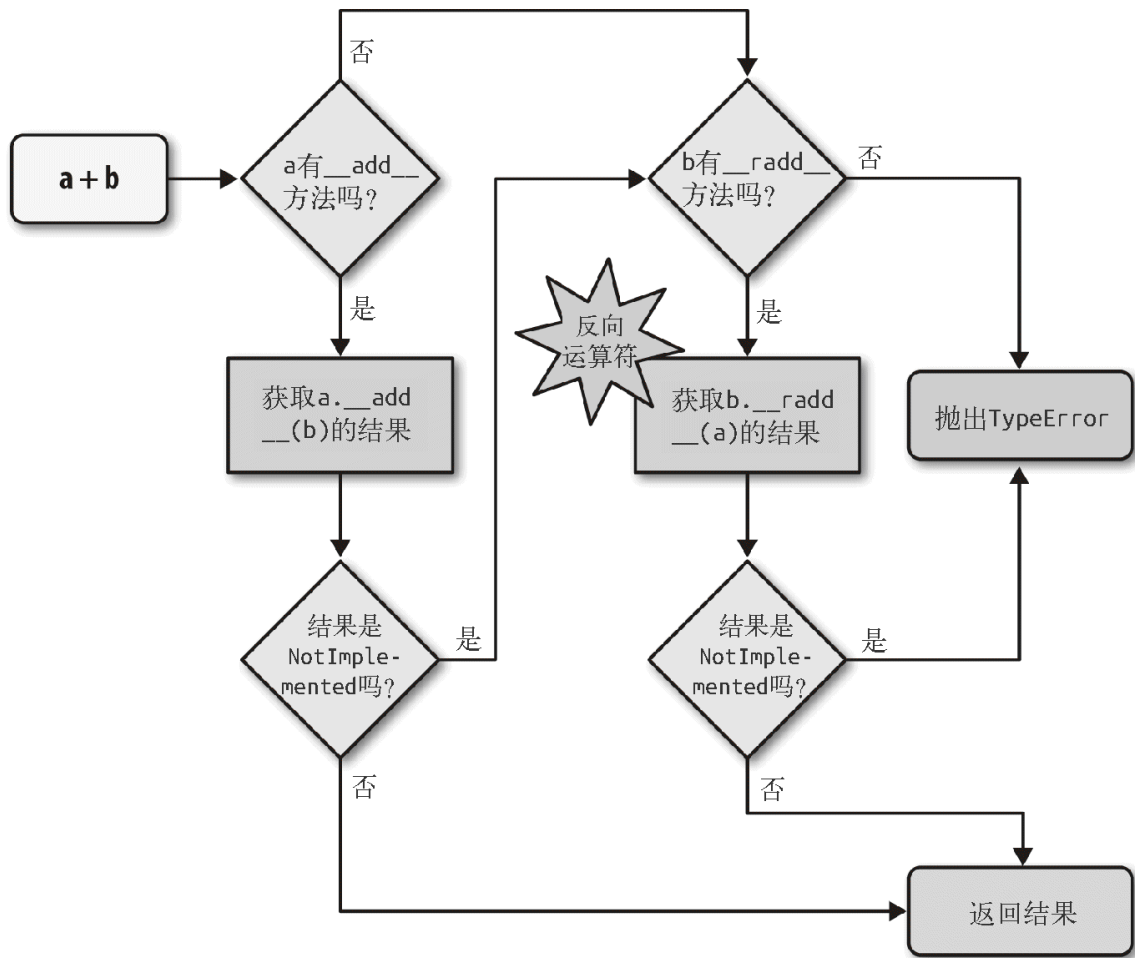 否
a + b
a有__add__
方法吗？
b有__radd__
方法吗？
否
是
反向
运算符
是
获取a.__add
__(b)的结果
获取b.__radd
__(a)的结果
抛出TypeError
结果是
NotImple-
mented吗？
是
结果是
NotImple-
mented吗？
是
否
否
返回结果